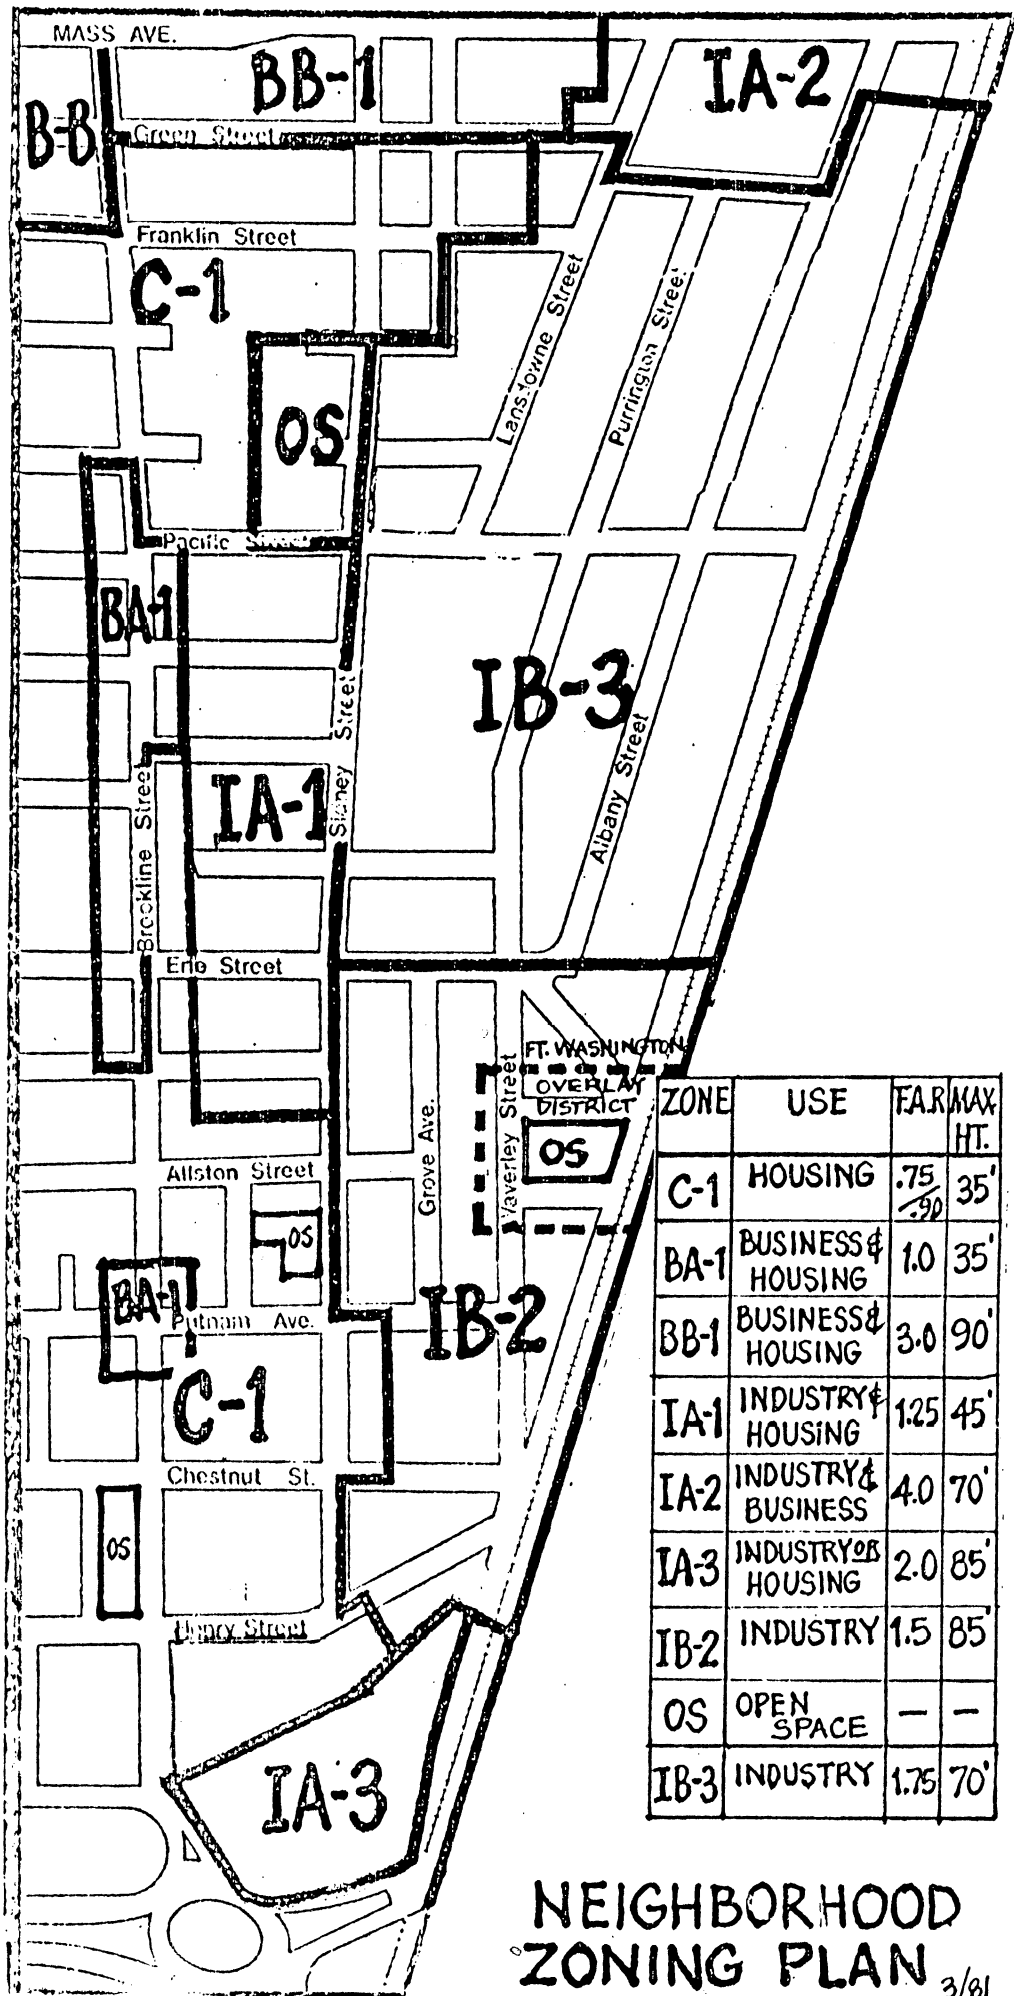 MASS AVE.
BB-1
IA-2
B-B
Green Street
Franklin Street
C-1
Lansdowne Street
Purrington Street
OS
Pacific Street
BA-1
IB-3
Sidney Street
IA-1
Albany Street
Brookline Street
Erie Street
FT. WASHINGTON
OVERLAY
DISTRICT
OS
Waverley Street
Grove Ave.
Allston Street
OS
BA-1
Putnam Ave.
IB-2
C-1
Chestnut St.
OS
Henry Street
IA-3
ZONE USE F.A.R MAX HT.
C-1 HOUSING .75/.90 35'
BA-1 BUSINESS & HOUSING 1.0 35'
BB-1 BUSINESS & HOUSING 3.0 90'
IA-1 INDUSTRY & HOUSING 1.25 45'
IA-2 INDUSTRY & BUSINESS 4.0 70'
IA-3 INDUSTRY OR HOUSING 2.0 85'
IB-2 INDUSTRY 1.5 85'
OS OPEN SPACE — —
IB-3 INDUSTRY 1.75 70'
NEIGHBORHOOD
ZONING PLAN 3/81